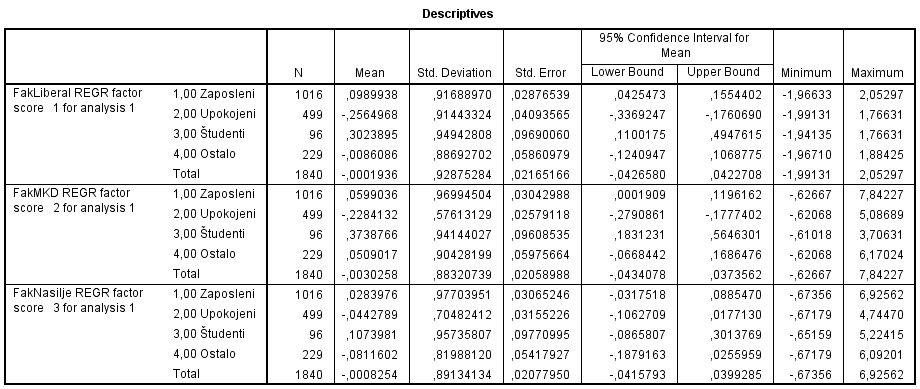 Descriptives
95% Confidence Interval for Mean
N Mean Std. Deviation Std. Error Lower Bound Upper Bound Minimum Maximum
FakLiberal REGR factor score 1 for analysis 1
1,00 Zaposleni 1016 ,0989938 ,91688970 ,02876539 ,0425473 ,1554402 -1,96633 2,05297
2,00 Upokojeni 499 -,2564968 ,91443324 ,04093565 -,3369247 -,1760690 -1,99131 1,76631
3,00 Študenti 96 ,3023895 ,94942808 ,09690060 ,1100175 ,4947615 -1,94135 1,76631
4,00 Ostalo 229 -,0086086 ,88692702 ,05860979 -,1240947 ,1068775 -1,96710 1,88425
Total 1840 -,0001936 ,92875284 ,02165166 -,0426580 ,0422708 -1,99131 2,05297
FakMKD REGR factor score 2 for analysis 1
1,00 Zaposleni 1016 ,0599036 ,96994504 ,03042988 ,0001909 ,1196162 -,62667 7,84227
2,00 Upokojeni 499 -,2284132 ,57613129 ,02579118 -,2790861 -,1777402 -,62068 5,08689
3,00 Študenti 96 ,3738766 ,94144027 ,09608535 ,1831231 ,5646301 -,61018 3,70631
4,00 Ostalo 229 ,0509017 ,90428199 ,05975664 -,0668442 ,1686476 -,62068 6,17024
Total 1840 -,0030258 ,88320739 ,02058988 -,0434078 ,0373562 -,62667 7,84227
FakNasilje REGR factor score 3 for analysis 1
1,00 Zaposleni 1016 ,0283976 ,97703951 ,03065246 -,0317518 ,0885470 -,67356 6,92562
2,00 Upokojeni 499 -,0442789 ,70482412 ,03155226 -,1062709 ,0177130 -,67179 4,74470
3,00 Študenti 96 ,1073981 ,95735807 ,09770995 -,0865807 ,3013769 -,65159 5,22415
4,00 Ostalo 229 -,0811602 ,81988120 ,05417927 -,1879163 ,0255959 -,67179 6,09201
Total 1840 -,0008254 ,89134134 ,02077950 -,0415793 ,0399285 -,67356 6,92562